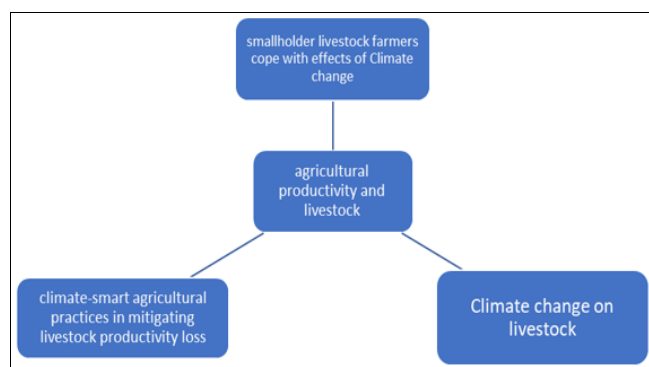 smallholder livestock farmers
cope with effects of Climate
change
agricultural
productivity and
livestock
climate-smart agricultural
practices in mitigating
livestock productivity loss
Climate change on
livestock